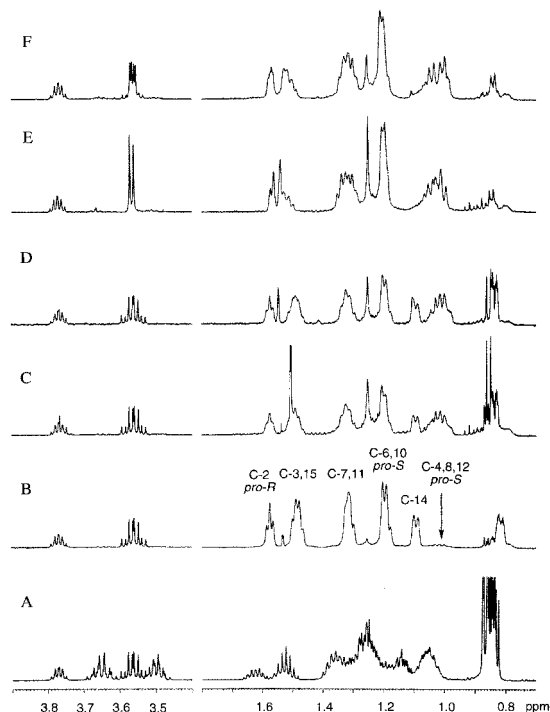 F
E
D
C
B
C-2
pro-R
C-3,15
C-7,11
C-6,10
pro-S
C-14
C-4,8,12
pro-S
A
3.8 3.7 3.6 3.5 1.6 1.4 1.2 1.0 0.8 ppm